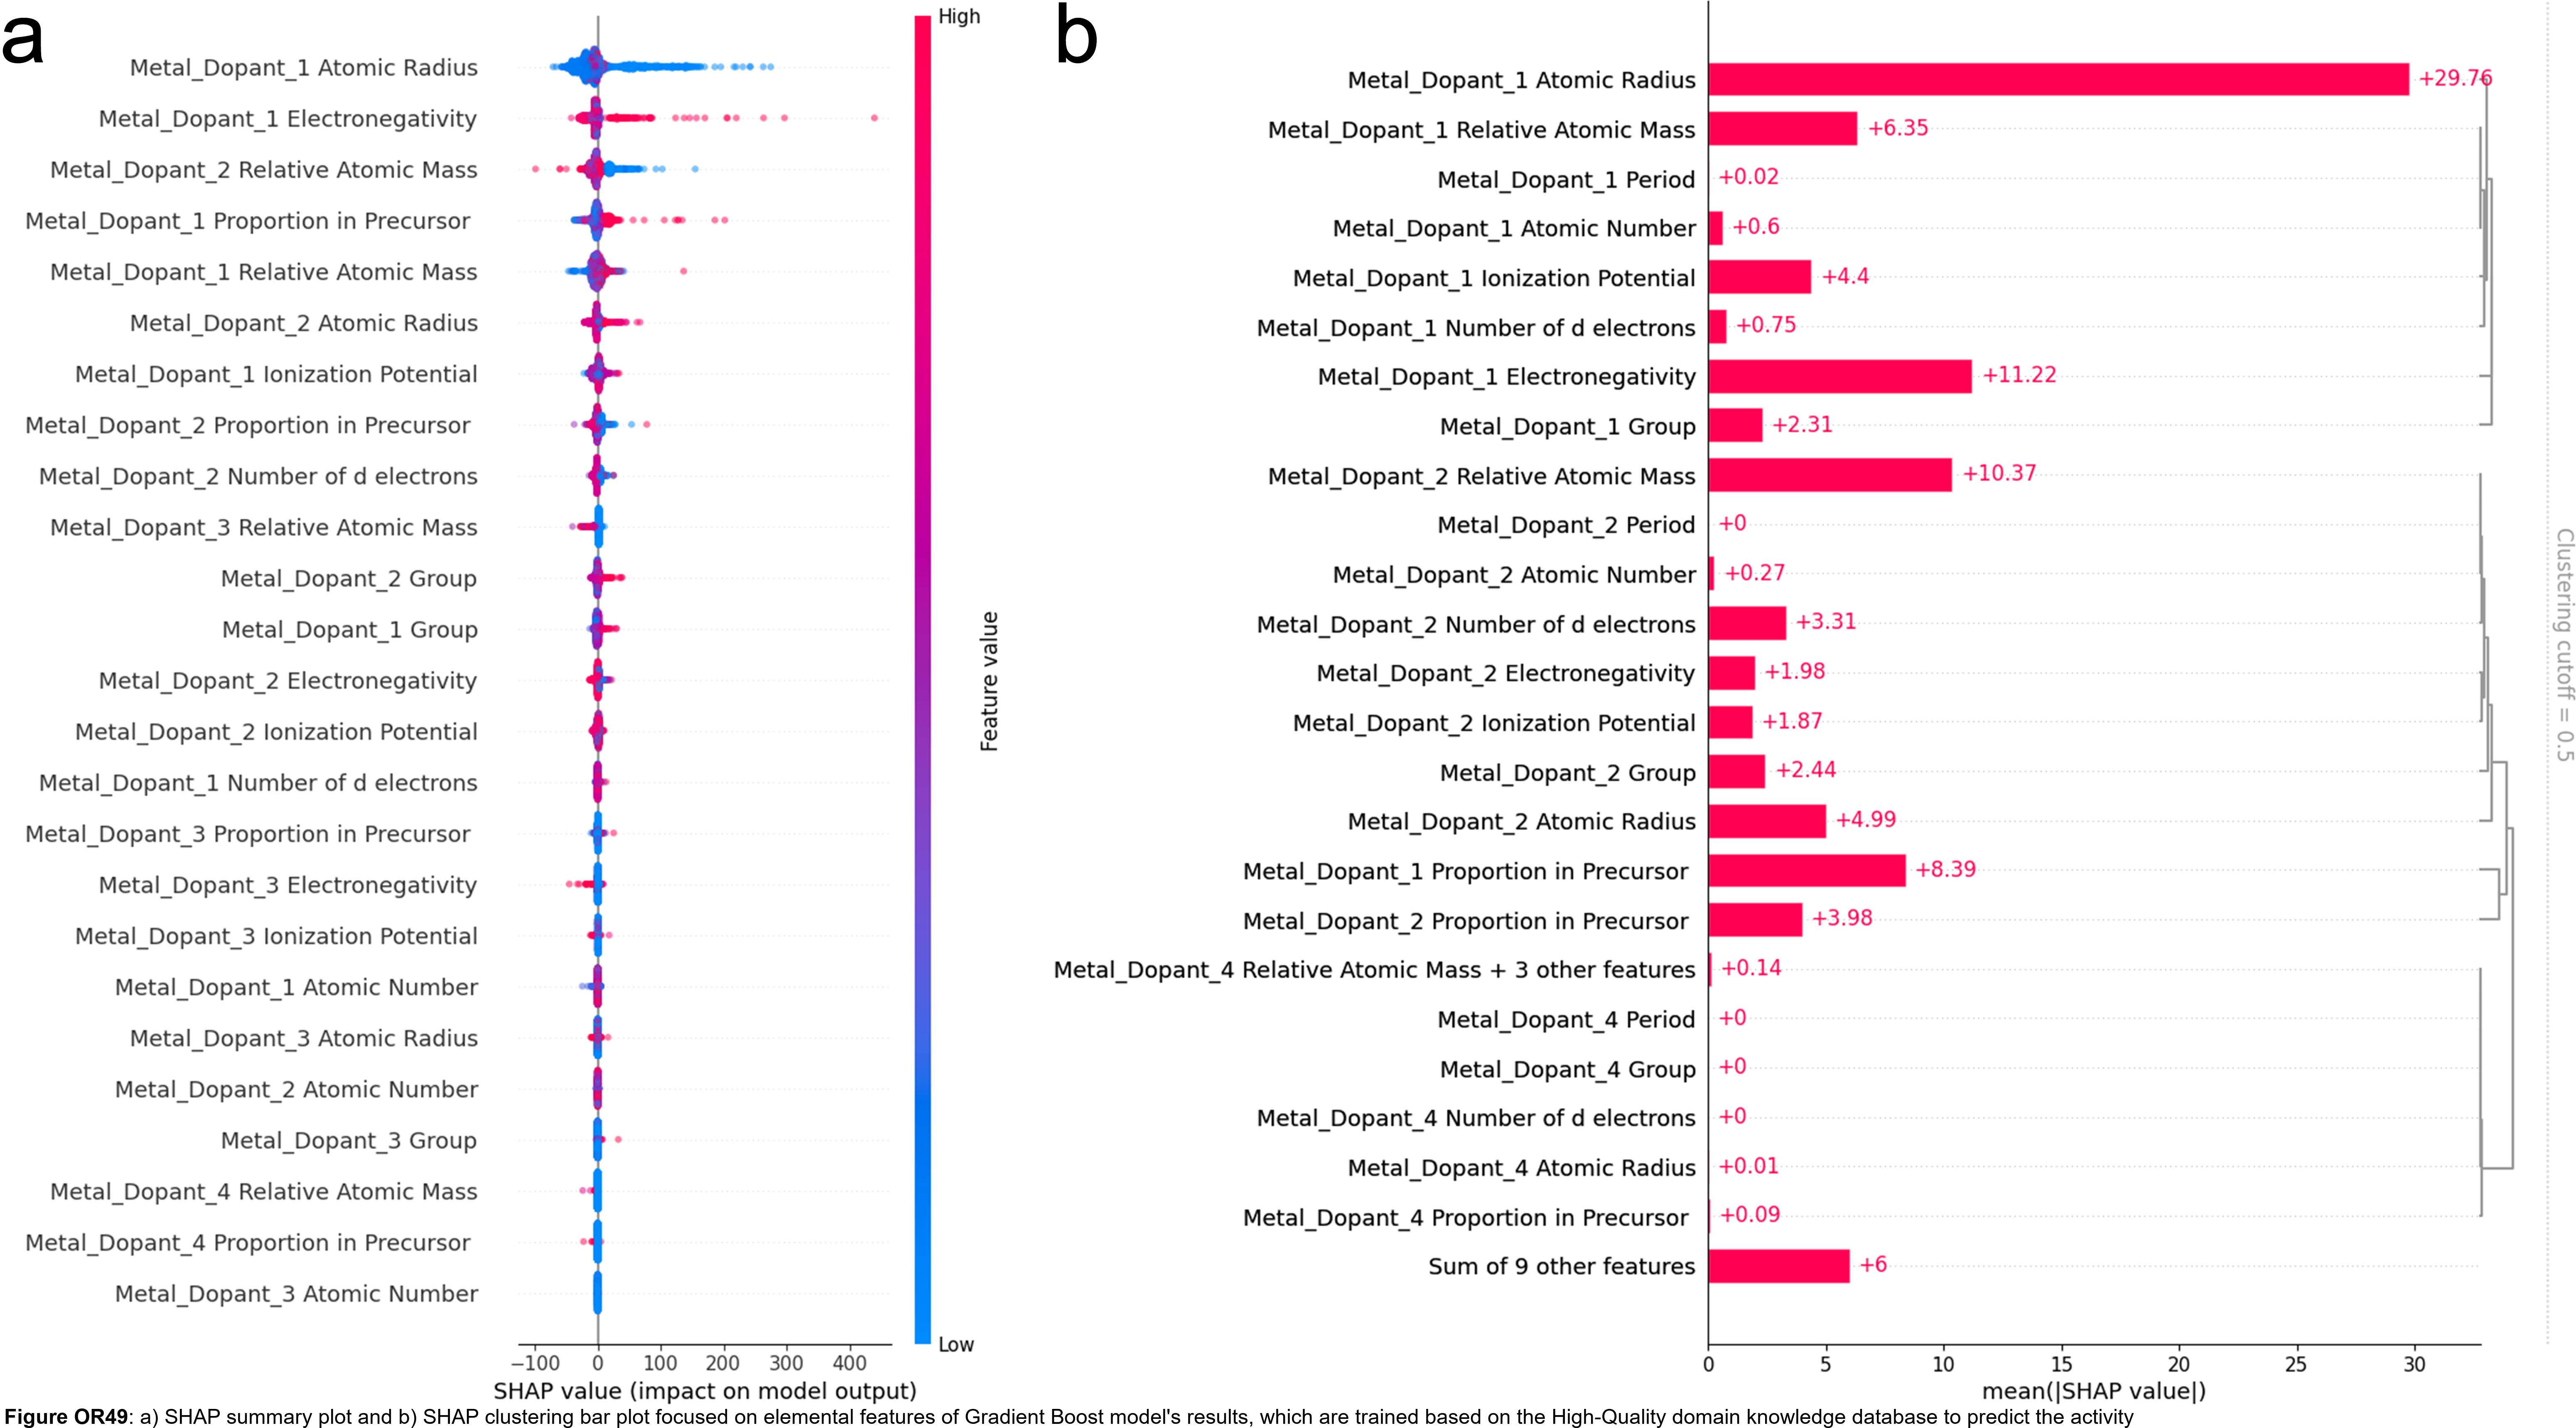 a
High
Metal_Dopant_1 Atomic Radius
Metal_Dopant_1 Electronegativity
Metal_Dopant_2 Relative Atomic Mass
Metal_Dopant_1 Proportion in Precursor
Metal_Dopant_1 Relative Atomic Mass
Metal_Dopant_2 Atomic Radius
Metal_Dopant_1 Ionization Potential
Metal_Dopant_2 Proportion in Precursor
Metal_Dopant_2 Number of d electrons
Metal_Dopant_3 Relative Atomic Mass
Metal_Dopant_2 Group
Metal_Dopant_1 Group
Metal_Dopant_2 Electronegativity
Metal_Dopant_2 Ionization Potential
Metal_Dopant_1 Number of d electrons
Metal_Dopant_3 Proportion in Precursor
Metal_Dopant_3 Electronegativity
Metal_Dopant_3 Ionization Potential
Metal_Dopant_1 Atomic Number
Metal_Dopant_3 Atomic Radius
Metal_Dopant_2 Atomic Number
Metal_Dopant_3 Group
Metal_Dopant_4 Relative Atomic Mass
Metal_Dopant_4 Proportion in Precursor
Metal_Dopant_3 Atomic Number
Feature value
Low
−100 0 100 200 300 400
SHAP value (impact on model output)
b
Metal_Dopant_1 Atomic Radius +29.76
Metal_Dopant_1 Relative Atomic Mass +6.35
Metal_Dopant_1 Period +0.02
Metal_Dopant_1 Atomic Number +0.6
Metal_Dopant_1 Ionization Potential +4.4
Metal_Dopant_1 Number of d electrons +0.75
Metal_Dopant_1 Electronegativity +11.22
Metal_Dopant_1 Group +2.31
Metal_Dopant_2 Relative Atomic Mass +10.37
Metal_Dopant_2 Period +0
Metal_Dopant_2 Atomic Number +0.27
Metal_Dopant_2 Number of d electrons +3.31
Metal_Dopant_2 Electronegativity +1.98
Metal_Dopant_2 Ionization Potential +1.87
Metal_Dopant_2 Group +2.44
Metal_Dopant_2 Atomic Radius +4.99
Metal_Dopant_1 Proportion in Precursor +8.39
Metal_Dopant_2 Proportion in Precursor +3.98
Metal_Dopant_4 Relative Atomic Mass + 3 other features +0.14
Metal_Dopant_4 Period +0
Metal_Dopant_4 Group +0
Metal_Dopant_4 Number of d electrons +0
Metal_Dopant_4 Atomic Radius +0.01
Metal_Dopant_4 Proportion in Precursor +0.09
Sum of 9 other features +6
Clustering cutoff = 0.5
0 5 10 15 20 25 30
mean(|SHAP value|)
Figure OR49: a) SHAP summary plot and b) SHAP clustering bar plot focused on elemental features of Gradient Boost model's results, which are trained based on the High-Quality domain knowledge database to predict the activity